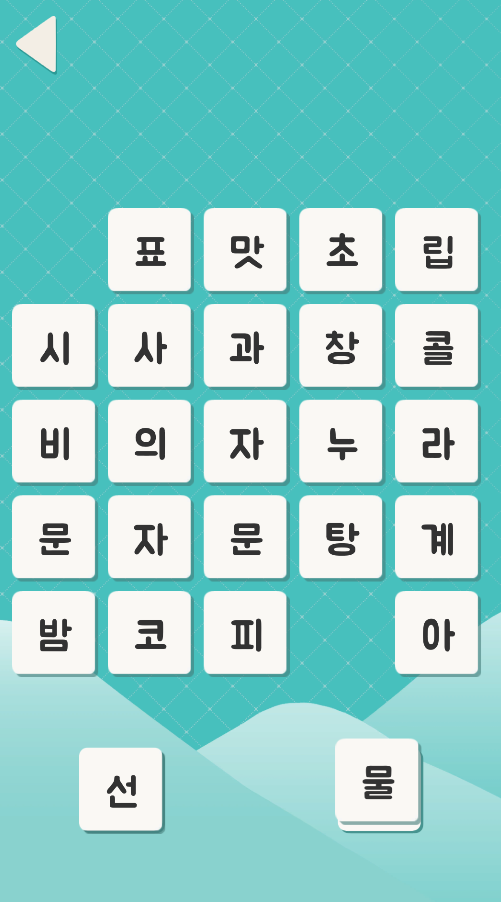 표 맛 초 립
시 사 과 창 콜
비 의 자 누 라
문 자 문 탕 계
밤 코 피 아
선 물